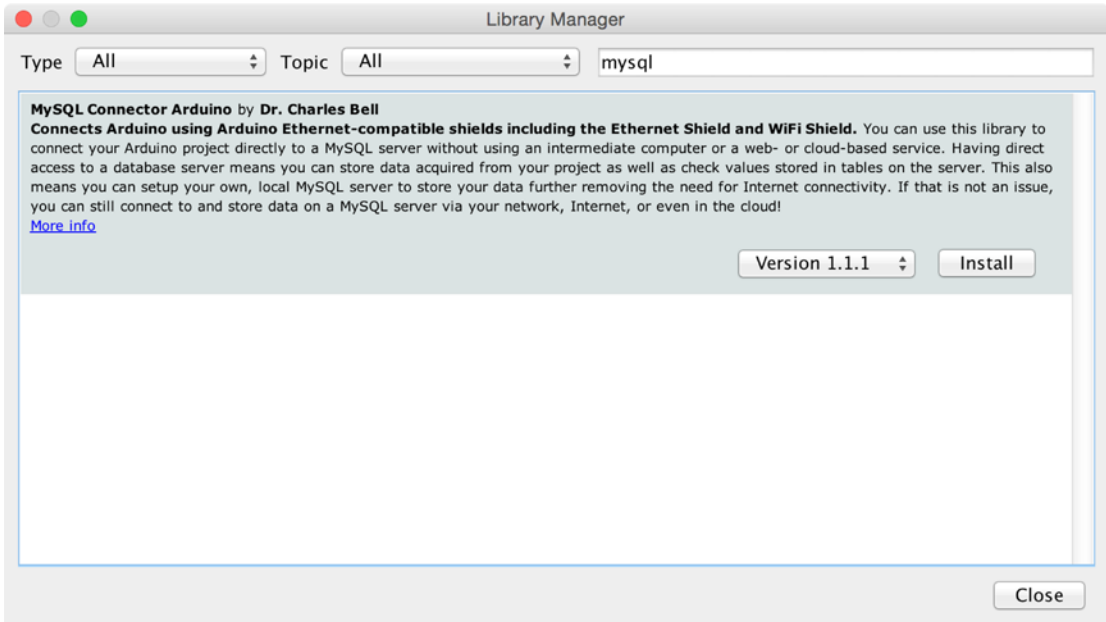 Library Manager
Type All Topic All mysql
MySQL Connector Arduino by Dr. Charles Bell
Connects Arduino using Arduino Ethernet-compatible shields including the Ethernet Shield and WiFi Shield. You can use this library to
connect your Arduino project directly to a MySQL server without using an intermediate computer or a web- or cloud-based service. Having direct
access to a database server means you can store data acquired from your project as well as check values stored in tables on the server. This also
means you can setup your own, local MySQL server to store your data further removing the need for Internet connectivity. If that is not an issue,
you can still connect to and store data on a MySQL server via your network, Internet, or even in the cloud!
More info
Version 1.1.1 Install
Close